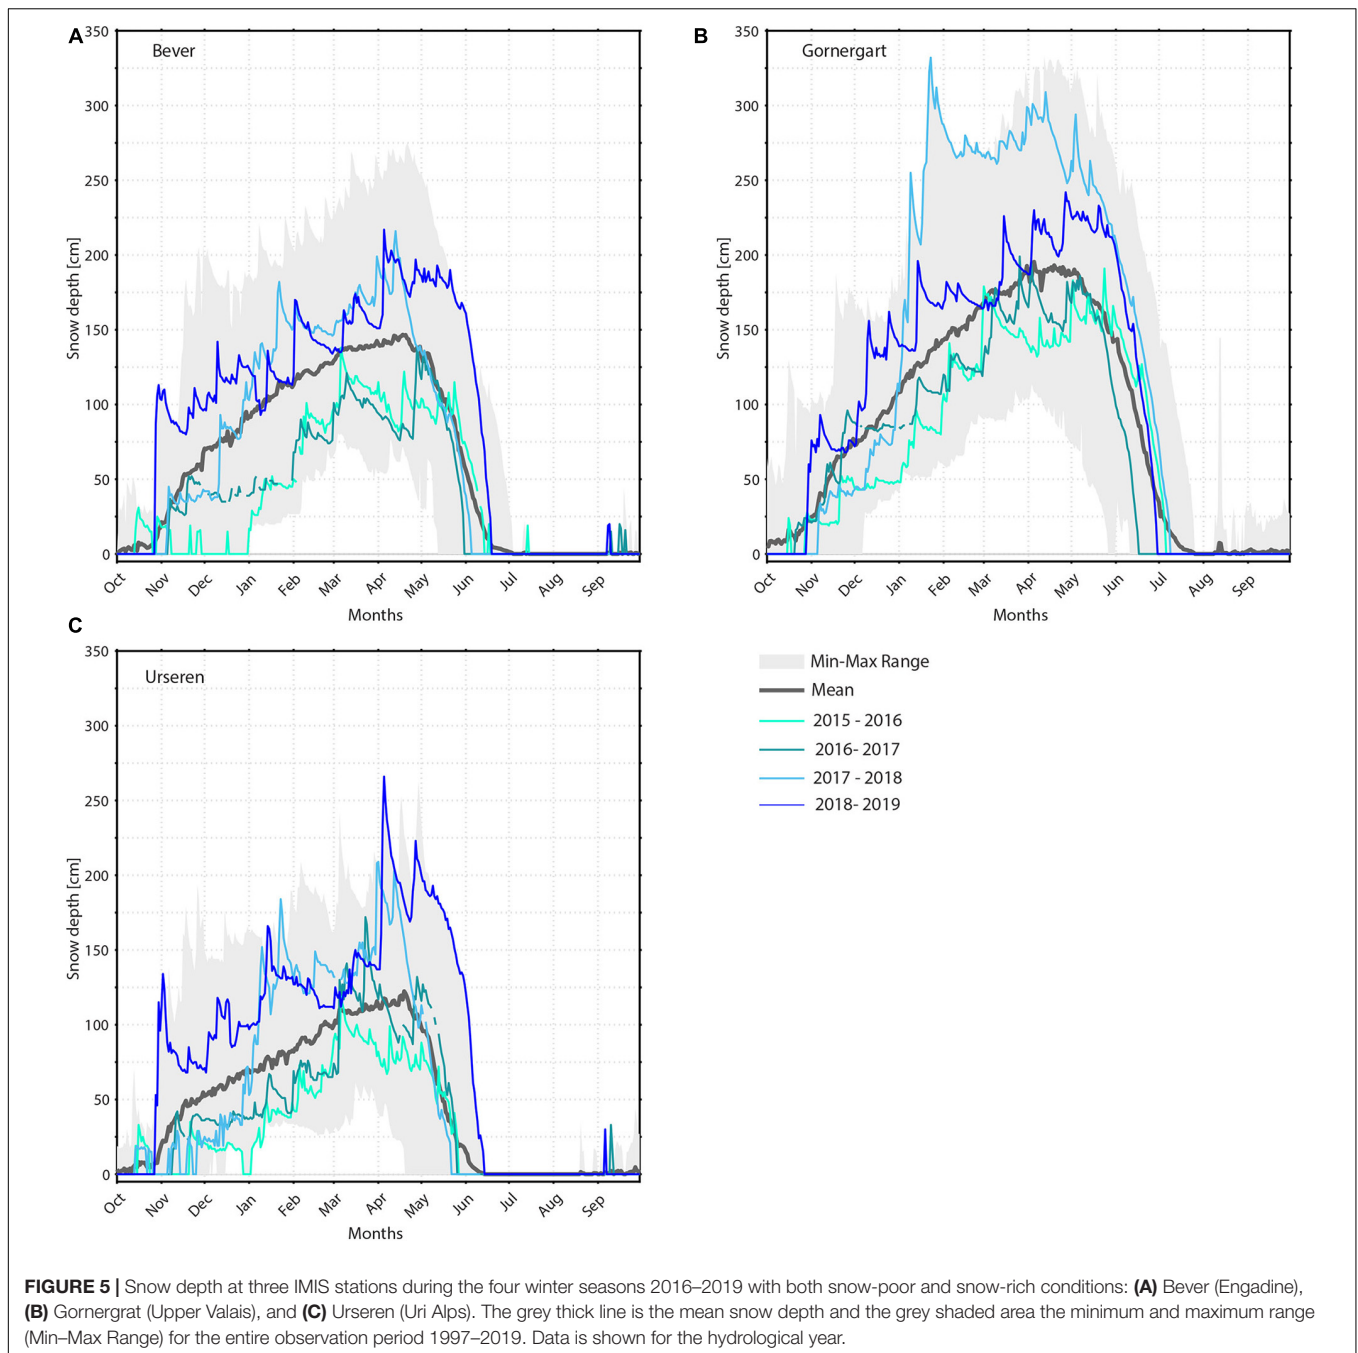 A
Bever
350
300
250
200
150
100
50
0
Snow depth [cm]
Oct Nov Dec Jan Feb Mar Apr May Jun Jul Aug Sep
Months
B
Gornergart
350
300
250
200
150
100
50
0
Snow depth [cm]
Oct Nov Dec Jan Feb Mar Apr May Jun Jul Aug Sep
Months
C
Urseren
350
300
250
200
150
100
50
0
Snow depth [cm]
Oct Nov Dec Jan Feb Mar Apr May Jun Jul Aug Sep
Months
Min-Max Range
Mean
2015 - 2016
2016- 2017
2017 - 2018
2018- 2019
FIGURE 5 | Snow depth at three IMIS stations during the four winter seasons 2016–2019 with both snow-poor and snow-rich conditions: (A) Bever (Engadine),
(B) Gornergrat (Upper Valais), and (C) Urseren (Uri Alps). The grey thick line is the mean snow depth and the grey shaded area the minimum and maximum range
(Min–Max Range) for the entire observation period 1997–2019. Data is shown for the hydrological year.